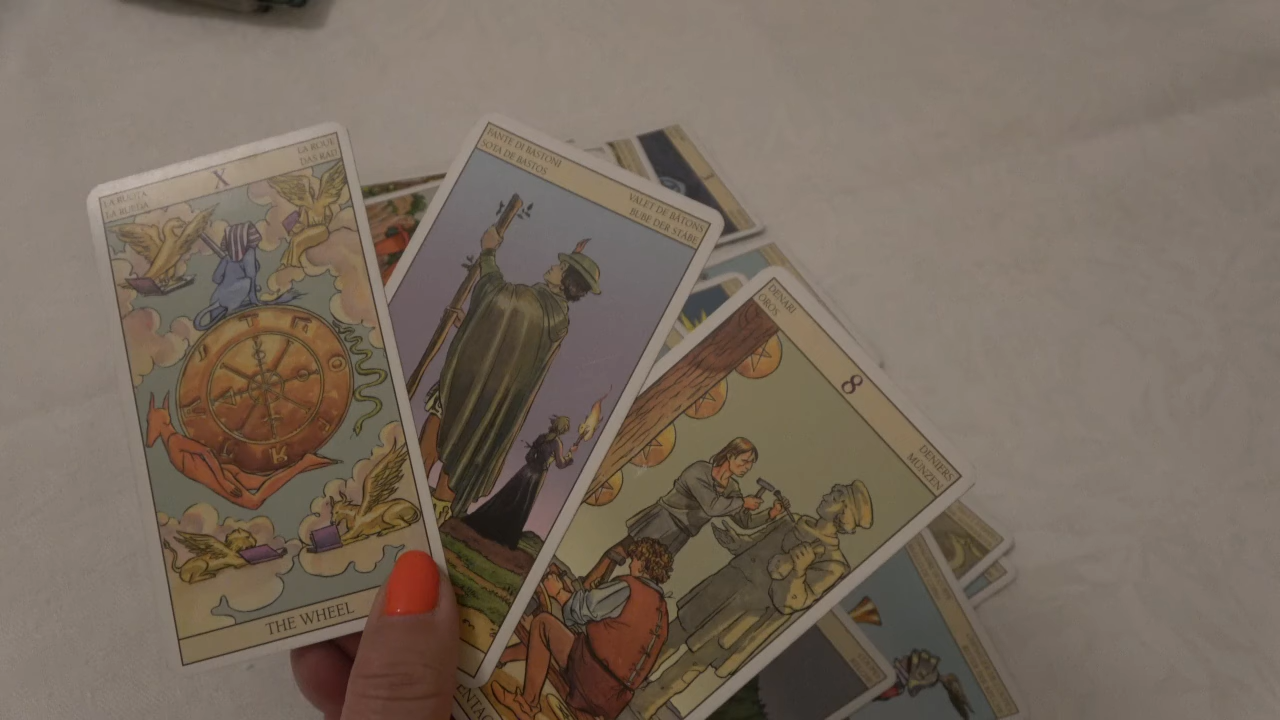 X
LA RUOTA
LA RUEDA
LA ROUE
DAS RAD
THE WHEEL
FANTE DI BASTONI
SOTA DE BASTOS
VALET DE BÂTONS
BUBE DER STÄBE
DENARI
OROS
8
DENIERS
MÜNZEN